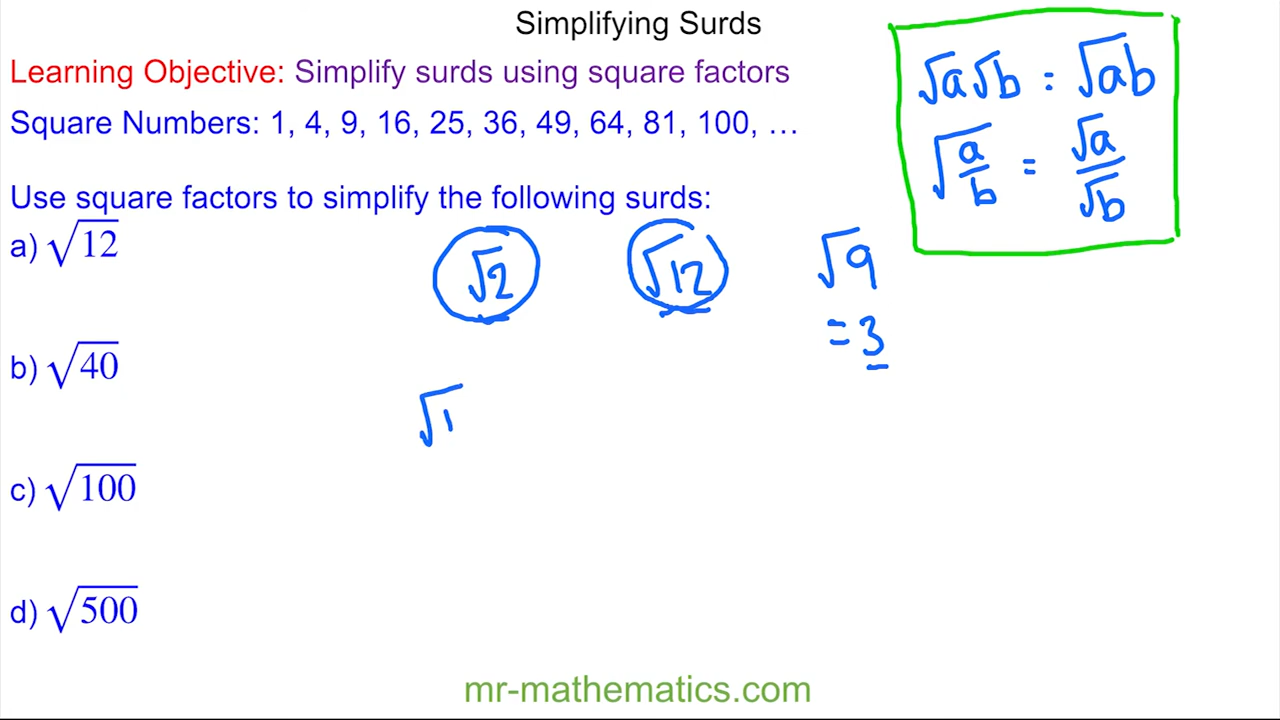 Simplifying Surds
Learning Objective: Simplify surds using square factors
Square Numbers: 1, 4, 9, 16, 25, 36, 49, 64, 81, 100, …
√a√b = √ab
√(a/b) = √a/√b
Use square factors to simplify the following surds:
a) √12
√2 √12 √9
= 3
b) √40
√1
c) √100
d) √500
mr-mathematics.com